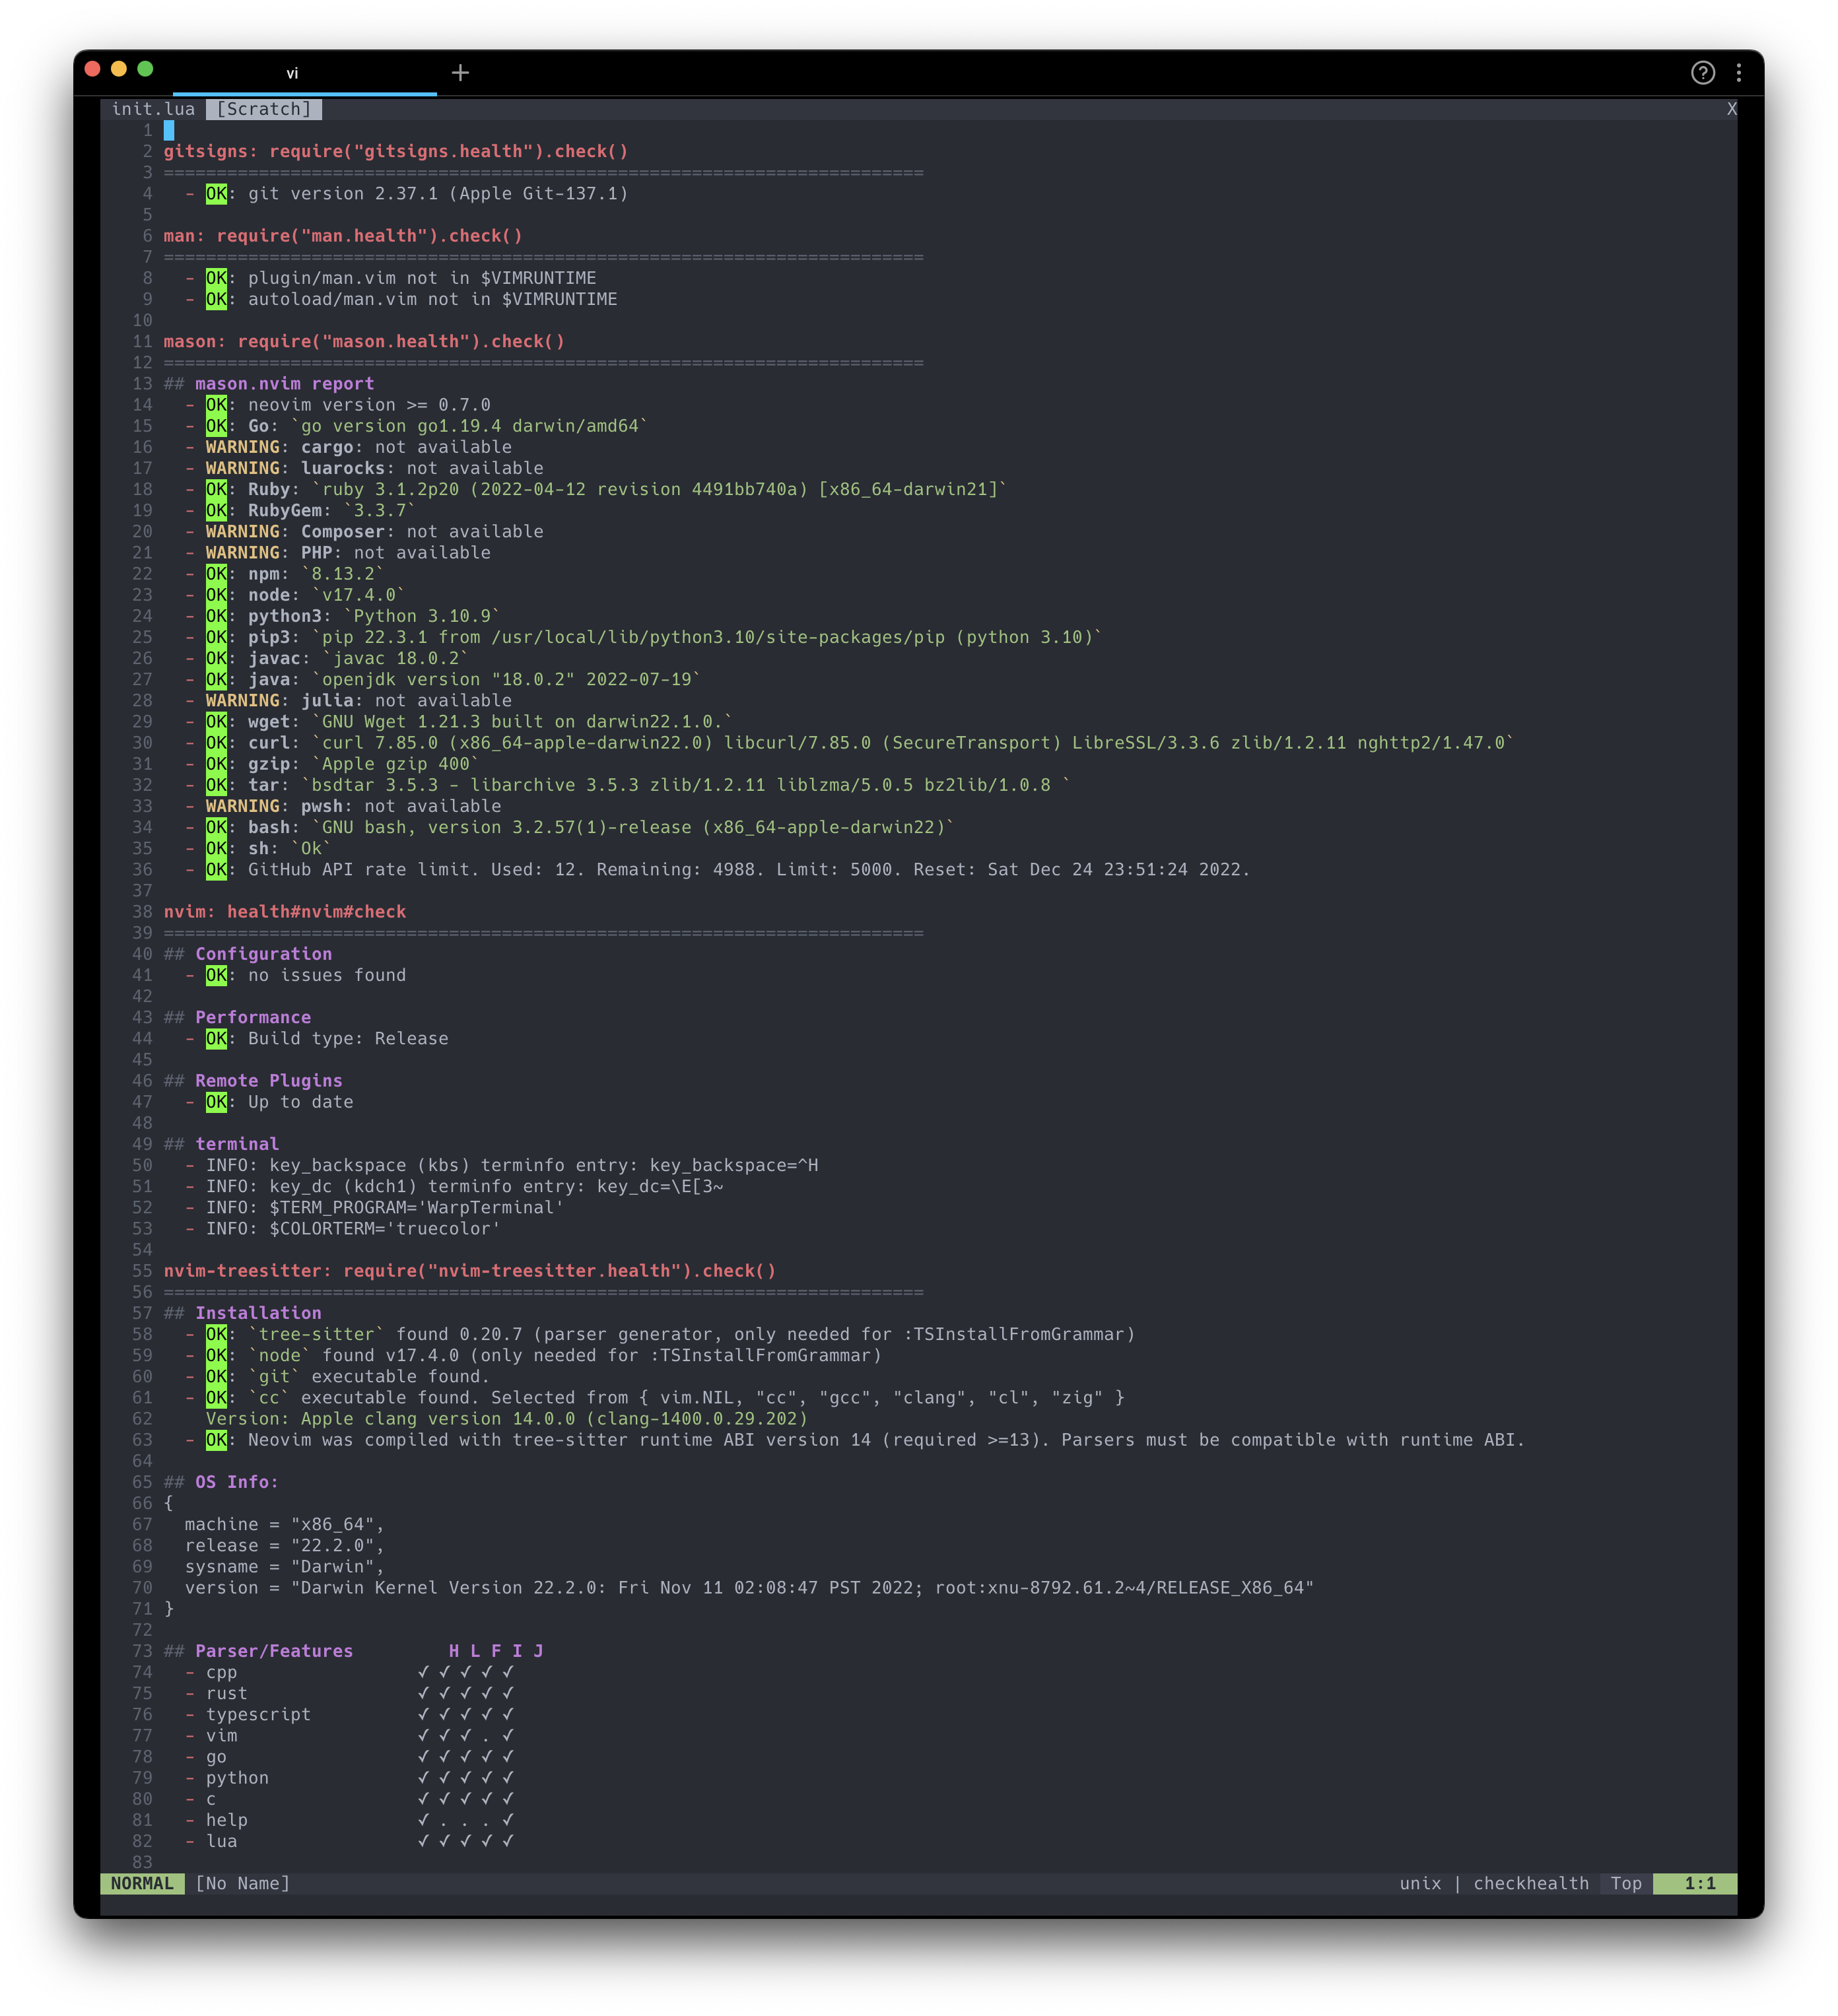 vi
init.lua [Scratch] X
1
2 gitsigns: require("gitsigns.health").check()
3 ========================================================================
4 - OK: git version 2.37.1 (Apple Git-137.1)
5
6 man: require("man.health").check()
7 ========================================================================
8 - OK: plugin/man.vim not in $VIMRUNTIME
9 - OK: autoload/man.vim not in $VIMRUNTIME
10
11 mason: require("mason.health").check()
12 ========================================================================
13 ## mason.nvim report
14 - OK: neovim version >= 0.7.0
15 - OK: Go: `go version go1.19.4 darwin/amd64`
16 - WARNING: cargo: not available
17 - WARNING: luarocks: not available
18 - OK: Ruby: `ruby 3.1.2p20 (2022-04-12 revision 4491bb740a) [x86_64-darwin21]`
19 - OK: RubyGem: `3.3.7`
20 - WARNING: Composer: not available
21 - WARNING: PHP: not available
22 - OK: npm: `8.13.2`
23 - OK: node: `v17.4.0`
24 - OK: python3: `Python 3.10.9`
25 - OK: pip3: `pip 22.3.1 from /usr/local/lib/python3.10/site-packages/pip (python 3.10)`
26 - OK: javac: `javac 18.0.2`
27 - OK: java: `openjdk version "18.0.2" 2022-07-19`
28 - WARNING: julia: not available
29 - OK: wget: `GNU Wget 1.21.3 built on darwin22.1.0.`
30 - OK: curl: `curl 7.85.0 (x86_64-apple-darwin22.0) libcurl/7.85.0 (SecureTransport) LibreSSL/3.3.6 zlib/1.2.11 nghttp2/1.47.0`
31 - OK: gzip: `Apple gzip 400`
32 - OK: tar: `bsdtar 3.5.3 - libarchive 3.5.3 zlib/1.2.11 liblzma/5.0.5 bz2lib/1.0.8 `
33 - WARNING: pwsh: not available
34 - OK: bash: `GNU bash, version 3.2.57(1)-release (x86_64-apple-darwin22)`
35 - OK: sh: `Ok`
36 - OK: GitHub API rate limit. Used: 12. Remaining: 4988. Limit: 5000. Reset: Sat Dec 24 23:51:24 2022.
37
38 nvim: health#nvim#check
39 ========================================================================
40 ## Configuration
41 - OK: no issues found
42
43 ## Performance
44 - OK: Build type: Release
45
46 ## Remote Plugins
47 - OK: Up to date
48
49 ## terminal
50 - INFO: key_backspace (kbs) terminfo entry: key_backspace=^H
51 - INFO: key_dc (kdch1) terminfo entry: key_dc=\E[3~
52 - INFO: $TERM_PROGRAM='WarpTerminal'
53 - INFO: $COLORTERM='truecolor'
54
55 nvim-treesitter: require("nvim-treesitter.health").check()
56 ========================================================================
57 ## Installation
58 - OK: `tree-sitter` found 0.20.7 (parser generator, only needed for :TSInstallFromGrammar)
59 - OK: `node` found v17.4.0 (only needed for :TSInstallFromGrammar)
60 - OK: `git` executable found.
61 - OK: `cc` executable found. Selected from { vim.NIL, "cc", "gcc", "clang", "cl", "zig" }
62 Version: Apple clang version 14.0.0 (clang-1400.0.29.202)
63 - OK: Neovim was compiled with tree-sitter runtime ABI version 14 (required >=13). Parsers must be compatible with runtime ABI.
64
65 ## OS Info:
66 {
67 machine = "x86_64",
68 release = "22.2.0",
69 sysname = "Darwin",
70 version = "Darwin Kernel Version 22.2.0: Fri Nov 11 02:08:47 PST 2022; root:xnu-8792.61.2~4/RELEASE_X86_64"
71 }
72
73 ## Parser/Features H L F I J
74 - cpp ✓ ✓ ✓ ✓ ✓
75 - rust ✓ ✓ ✓ ✓ ✓
76 - typescript ✓ ✓ ✓ ✓ ✓
77 - vim ✓ ✓ ✓ . ✓
78 - go ✓ ✓ ✓ ✓ ✓
79 - python ✓ ✓ ✓ ✓ ✓
80 - c ✓ ✓ ✓ ✓ ✓
81 - help ✓ . . . ✓
82 - lua ✓ ✓ ✓ ✓ ✓
83
NORMAL [No Name] unix | checkhealth Top 1:1